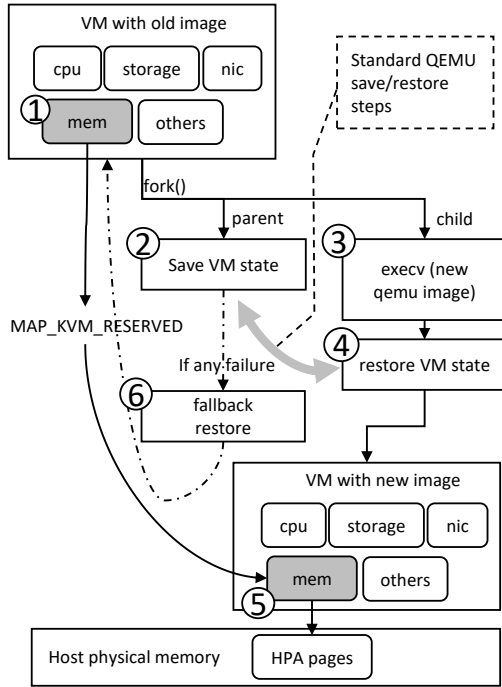 VM with old image
cpu
storage
nic
1
mem
others
Standard QEMU
save/restore
steps
fork()
parent
child
2
Save VM state
3
execv (new
qemu image)
MAP_KVM_RESERVED
4
restore VM state
If any failure
6
fallback
restore
VM with new image
cpu
storage
nic
mem
others
5
Host physical memory
HPA pages